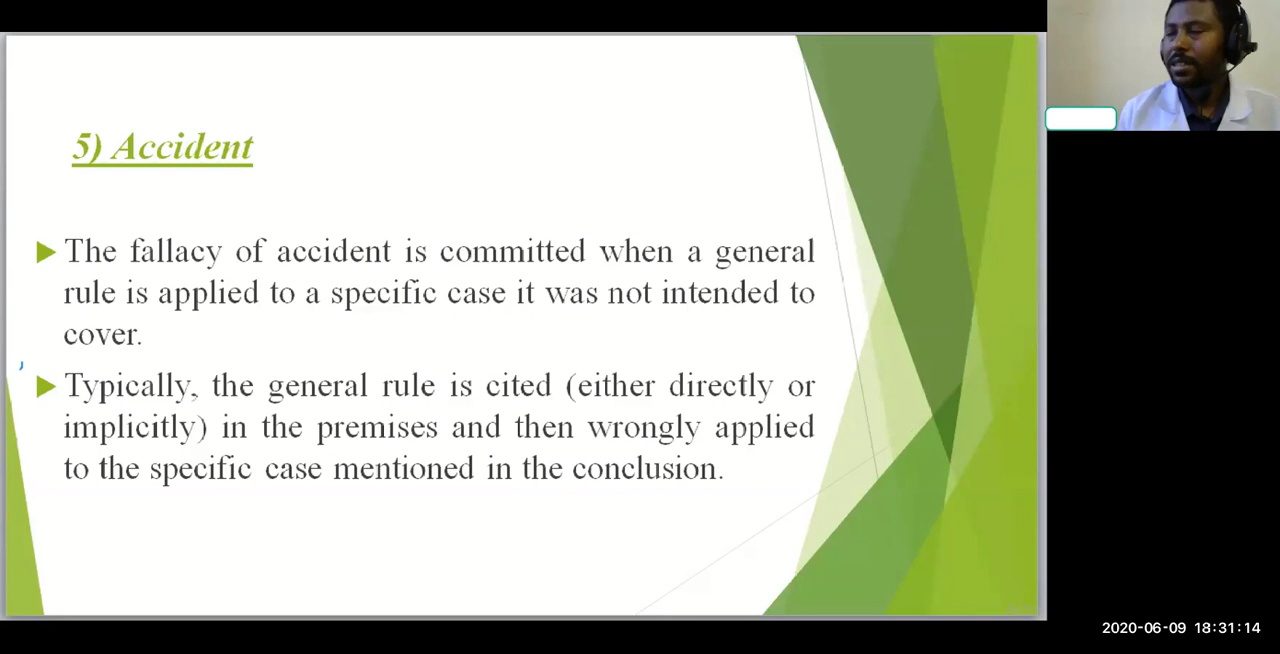 5) Accident
The fallacy of accident is committed when a general
rule is applied to a specific case it was not intended to
cover.
Typically, the general rule is cited (either directly or
implicitly) in the premises and then wrongly applied
to the specific case mentioned in the conclusion.
2020-06-09 18:31:14